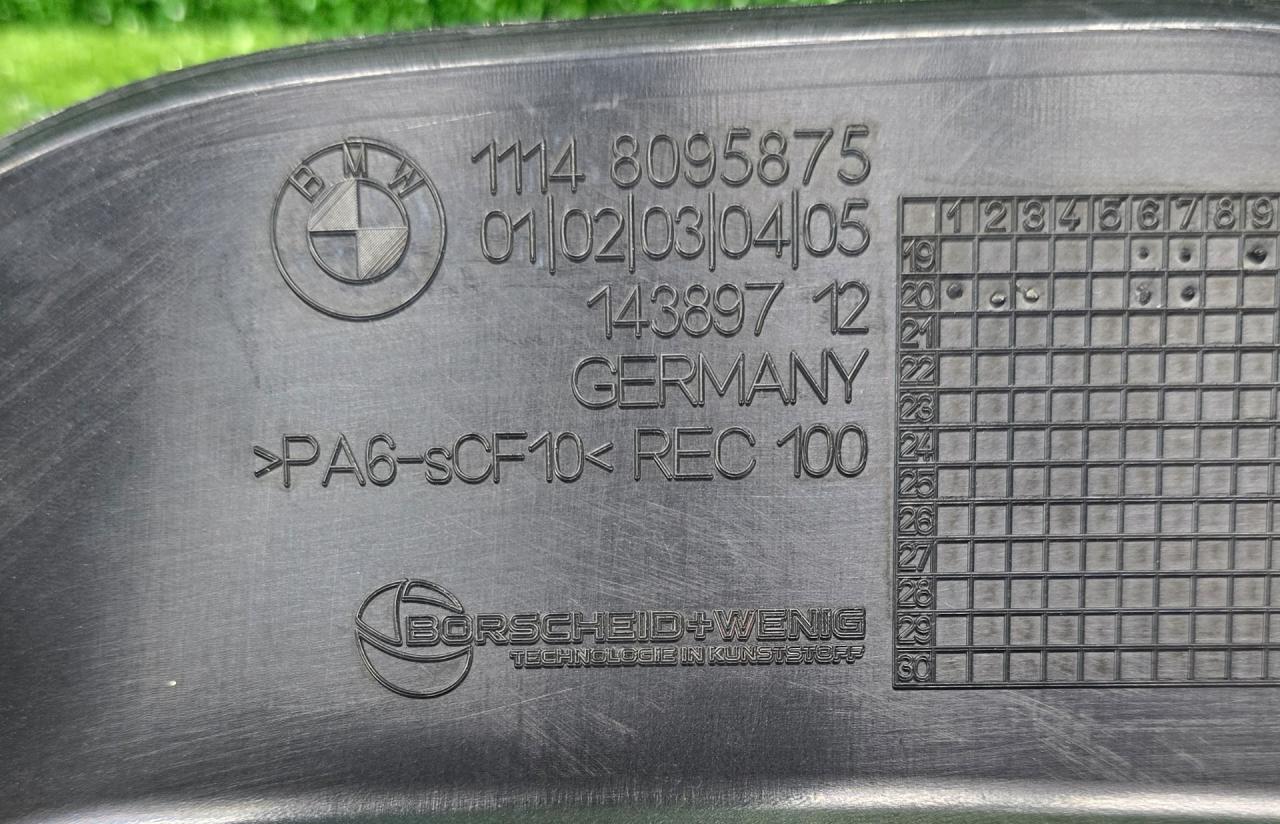 BMW
1114 8095875
01|02|03|04|05
143897 12
GERMANY
>PA6-sCF10< REC 100
BORSCHEID+WENIG
TECHNOLOGIE IN KUNSTSTOFF
1 2 3 4 5 6 7 8 9
19
20
21
22
23
24
25
26
27
28
29
30